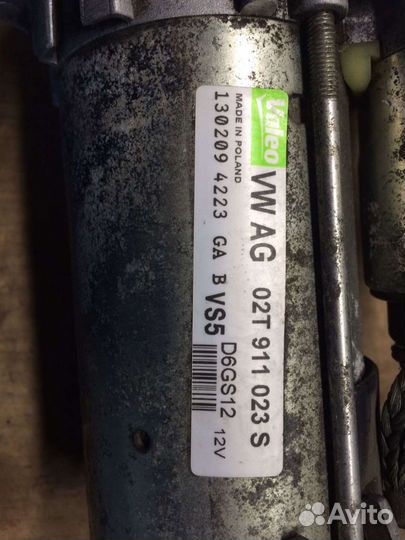 Valeo
MADE IN POLAND
VW AG 02T 911 023 S
130209 4223 GA B VS5
D6GS12
12V
Avito